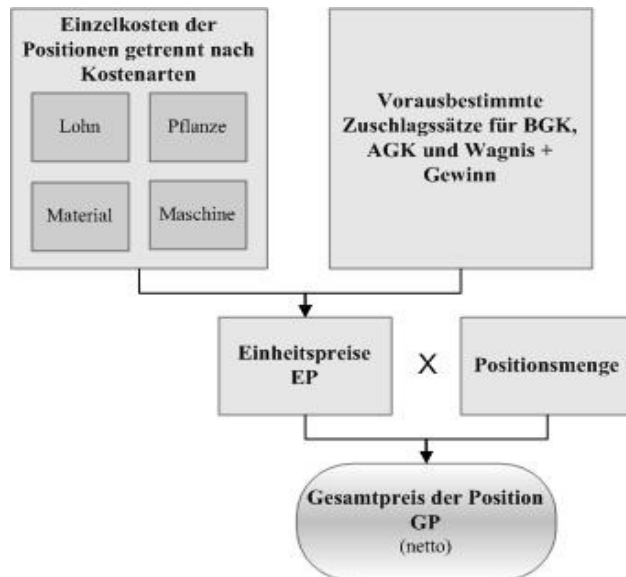 Einzelkosten der
Positionen getrennt nach
Kostenarten
Lohn
Pflanze
Material
Maschine
Vorausbestimmte
Zuschlagssätze für BGK,
AGK und Wagnis +
Gewinn
Einheitspreise
EP
X
Positionsmenge
Gesamtpreis der Position
GP
(netto)